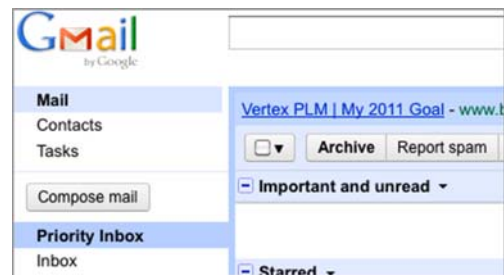 Gmail
by Google
Mail
Contacts
Tasks
Compose mail
Priority Inbox
Inbox
Vertex PLM | My 2011 Goal - www.b
Archive Report spam
Important and unread
Starred